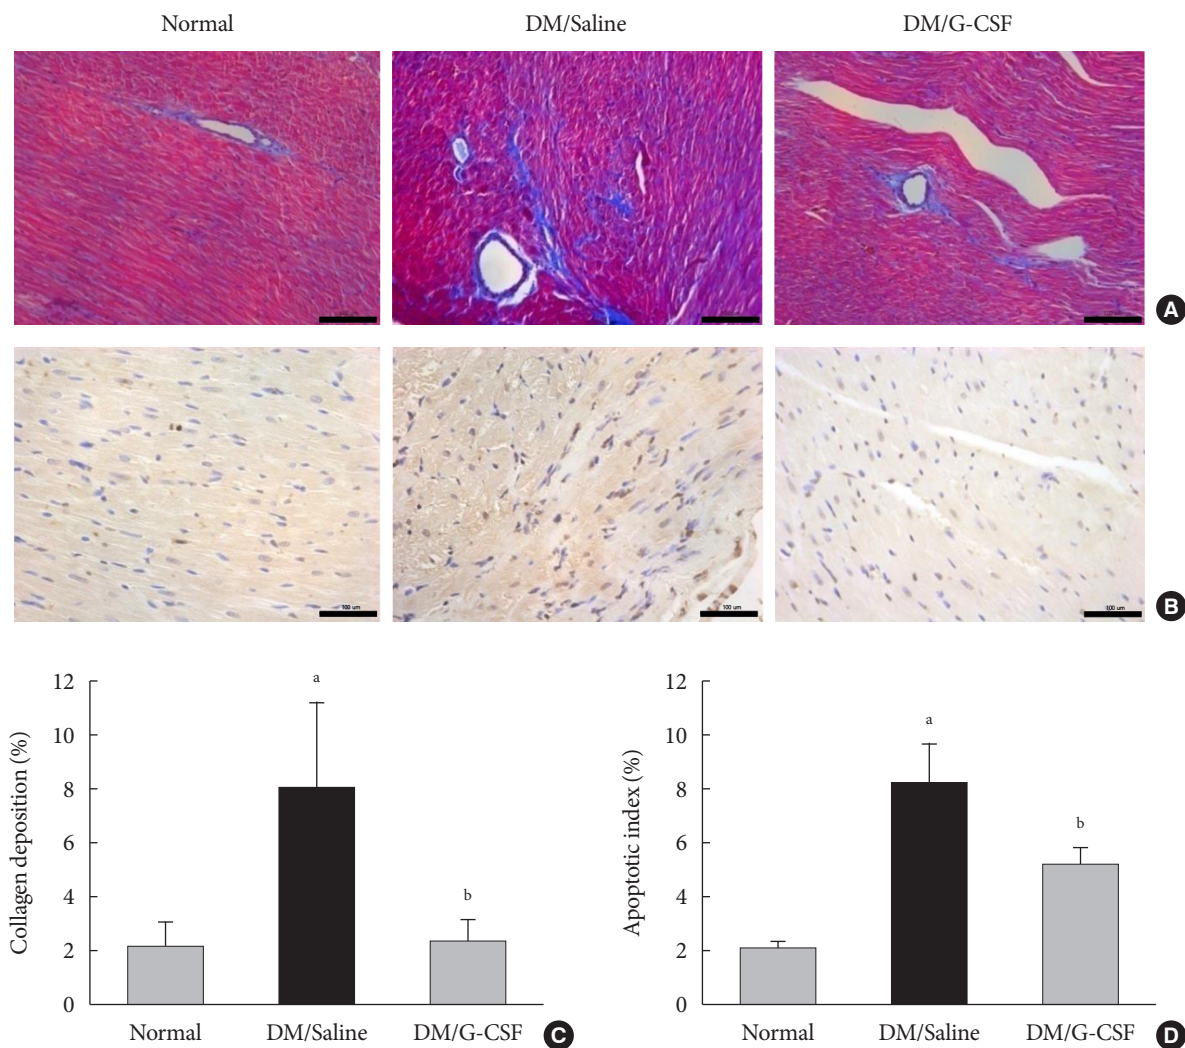 Normal
DM/Saline
DM/G-CSF
A
100 um
100 um
100 um
B
12
10
8
6
4
2
0
Collagen deposition (%)
a
b
Normal
DM/Saline
DM/G-CSF
C
12
10
8
6
4
2
0
Apoptotic index (%)
a
b
Normal
DM/Saline
DM/G-CSF
D